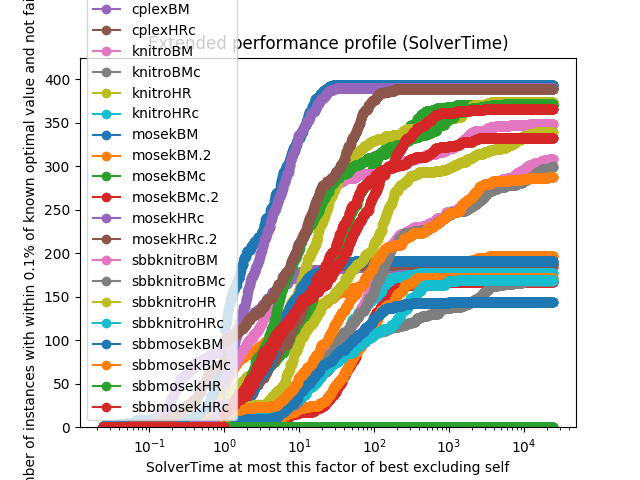 Extended performance profile (SolverTime)
mber of instances with within 0.1% of known optimal value and not fai
400
350
300
250
200
150
100
50
0
cplexBM
cplexHRc
knitroBM
knitroBMc
knitroHR
knitroHRc
mosekBM
mosekBM.2
mosekBMc
mosekBMc.2
mosekHRc
mosekHRc.2
sbbknitroBM
sbbknitroBMc
sbbknitroHR
sbbknitroHRc
sbbmosekBM
sbbmosekBMc
sbbmosekHR
sbbmosekHRc
10⁻¹ 10⁰ 10¹ 10² 10³ 10⁴
SolverTime at most this factor of best excluding self